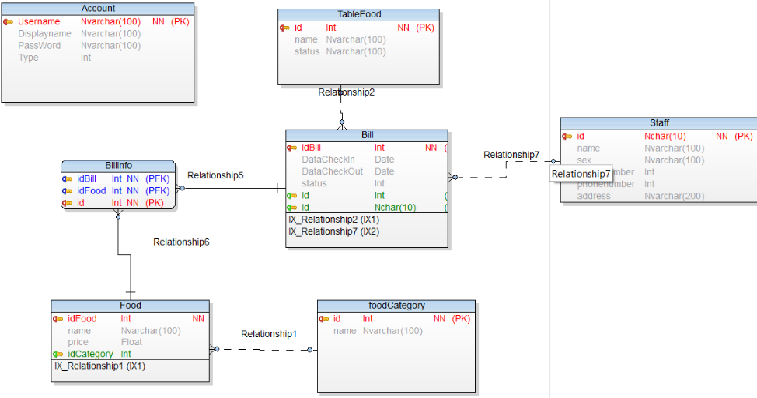 Account
Username Nvarchar(100) NN (PK)
Displayname Nvarchar(100)
PassWord Nvarchar(100)
Type Int
TableFood
id Int NN (PK)
name Nvarchar(100)
status Nvarchar(100)
Relationship2
Bill
idBill Int NN (
DataCheckIn Date
DataCheckOut Date
status Int
id Int (
id Nchar(10) (
IX_Relationship2 (IX1)
IX_Relationship7 (IX2)
Relationship7
Staff
id Nchar(10) NN (PK)
name Nvarchar(100)
sex Nvarchar(100)
Relationship7
number Int
phonenumber Int
address Nvarchar(200)
BillInfo
idBill Int NN (PFK)
idFood Int NN (PFK)
id Int NN (PK)
Relationship5
Relationship6
Food
idFood Int NN
name Nvarchar(100)
price Float
idCategory Int
IX_Relationship1 (IX1)
Relationship1
foodCategory
id Int NN (PK)
name Nvarchar(100)